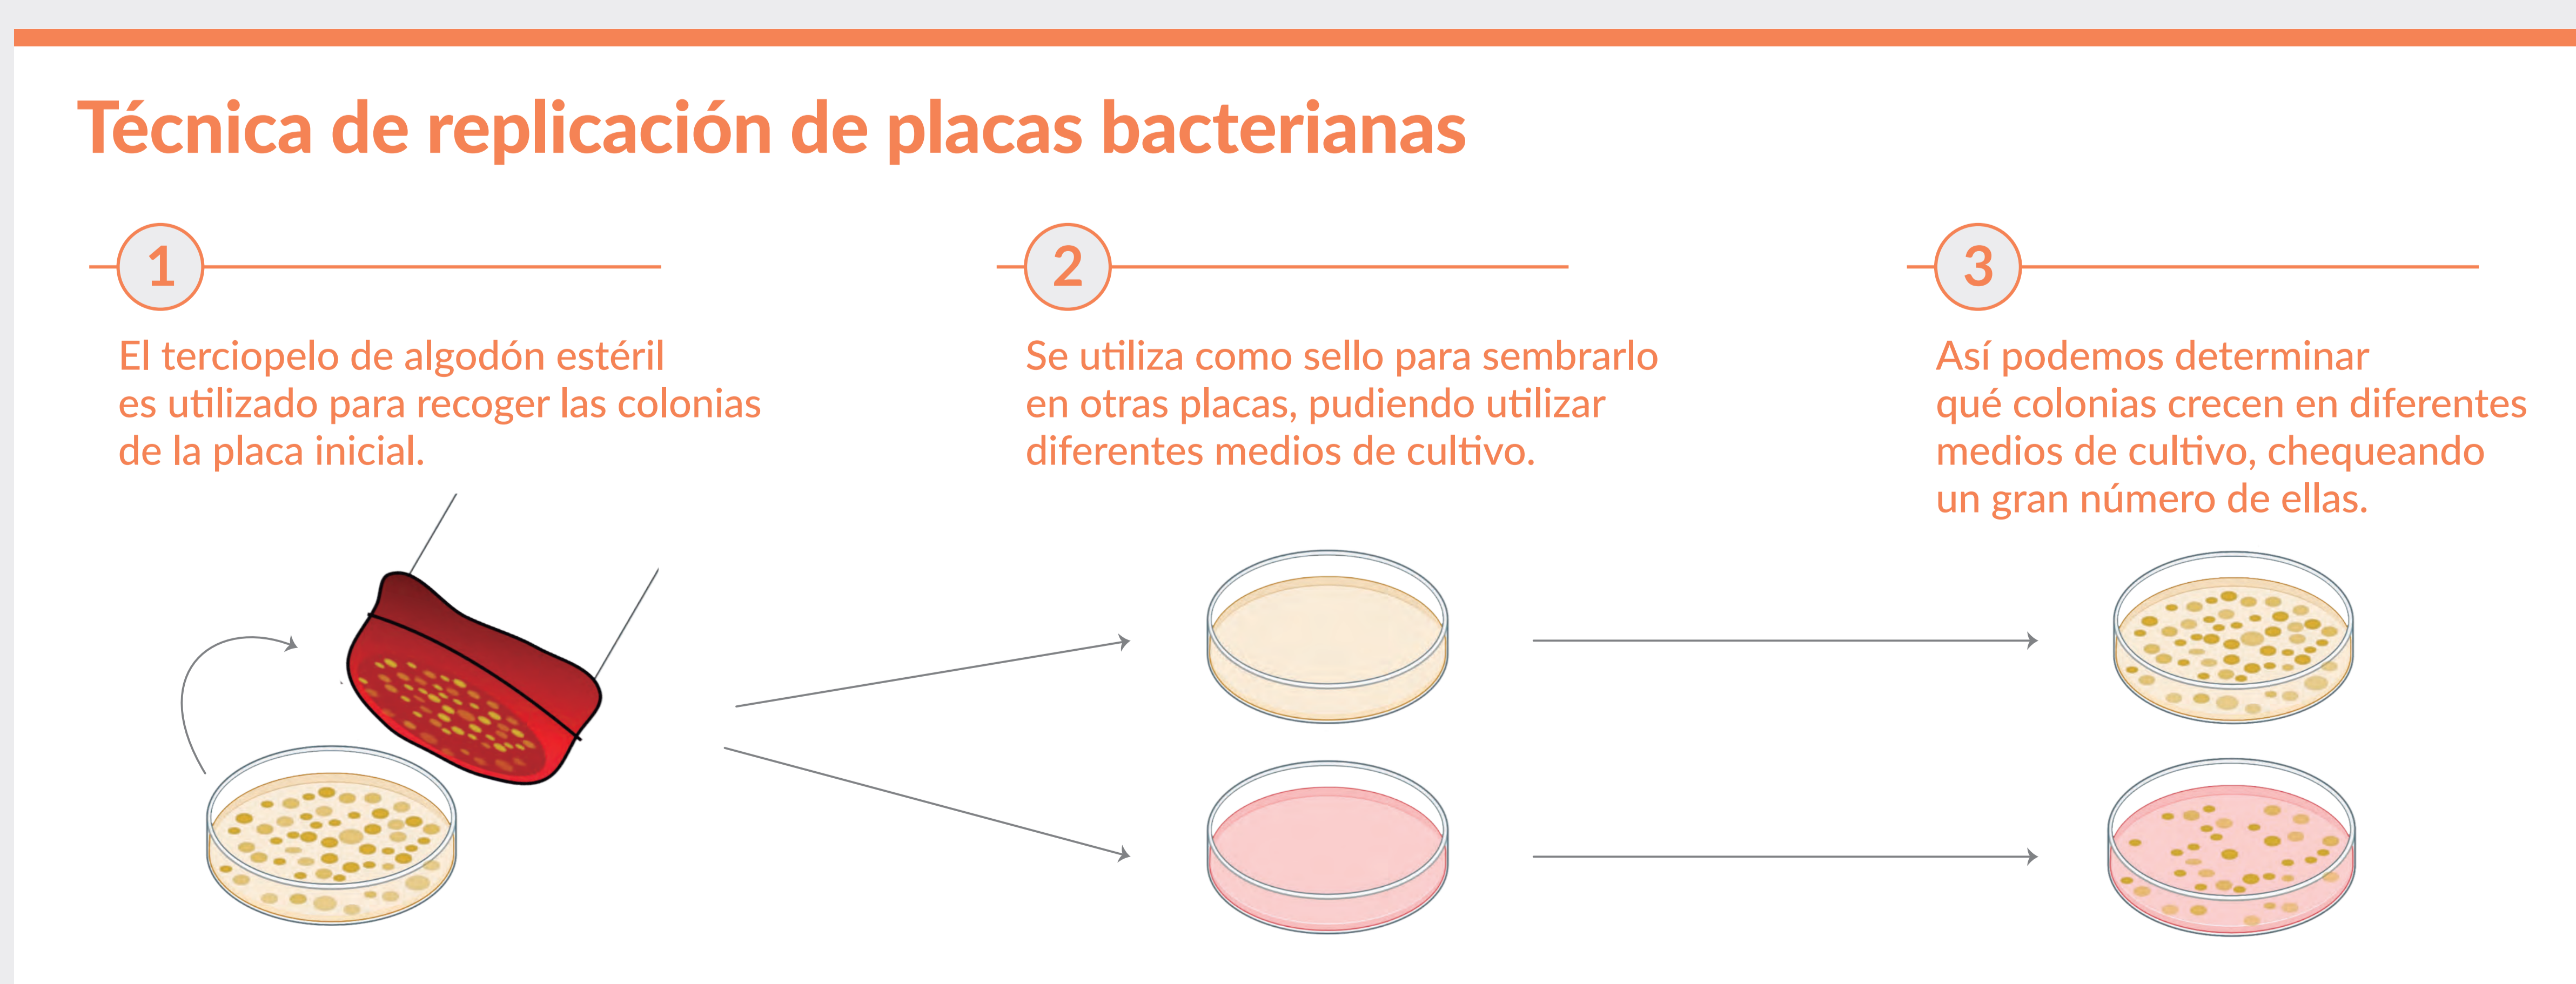 Técnica de replicación de placas bacterianas
1
El terciopelo de algodón estéril
es utilizado para recoger las colonias
de la placa inicial.
2
Se utiliza como sello para sembrarlo
en otras placas, pudiendo utilizar
diferentes medios de cultivo.
3
Así podemos determinar
qué colonias crecen en diferentes
medios de cultivo, chequeando
un gran número de ellas.